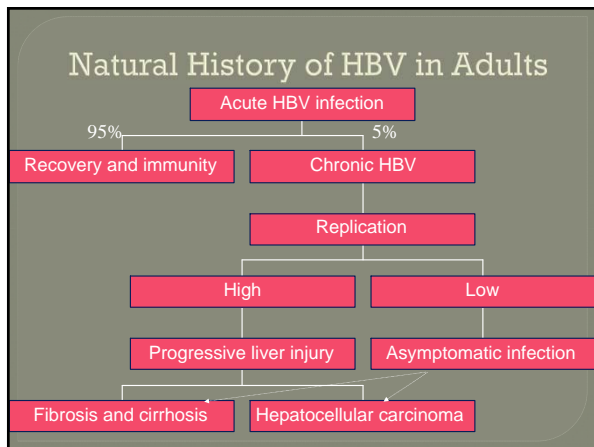 Natural History of HBV in Adults
Acute HBV infection
95%
5%
Recovery and immunity
Chronic HBV
Replication
High
Low
Progressive liver injury
Asymptomatic infection
Fibrosis and cirrhosis
Hepatocellular carcinoma